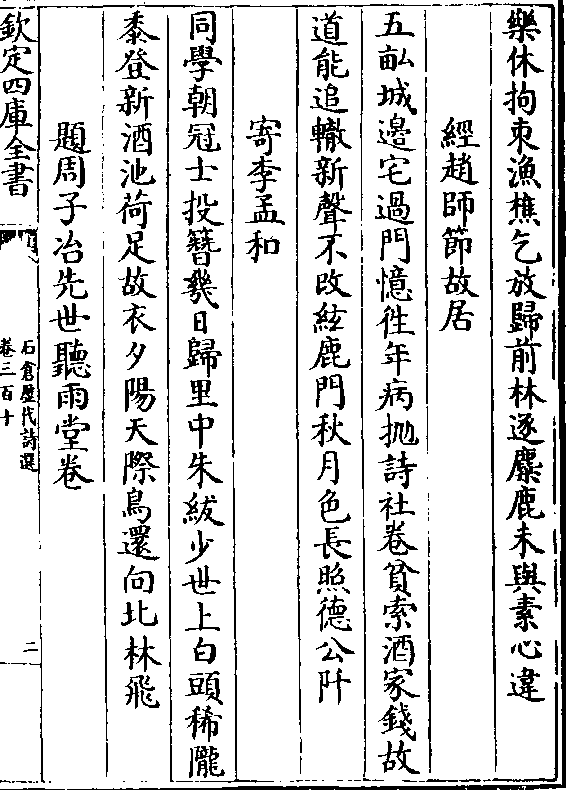 樂休拘束漁樵乞放歸前林逐麋鹿未與素心違
經趙師節故居
五畝城邊宅過門憶徃年病抛詩社卷貧索酒家錢故
道能追轍新聲不改絃鹿門秋月色長照德公阡
寄季孟和
同學朝冠士投簪幾日歸里中朱紱少世上白頭稀隴
黍登新酒池荷足故衣夕陽天際鳥還向北林飛
題周子冶先世聽雨堂卷
欽定四庫全書
石倉歷代詩選
卷三百十
二